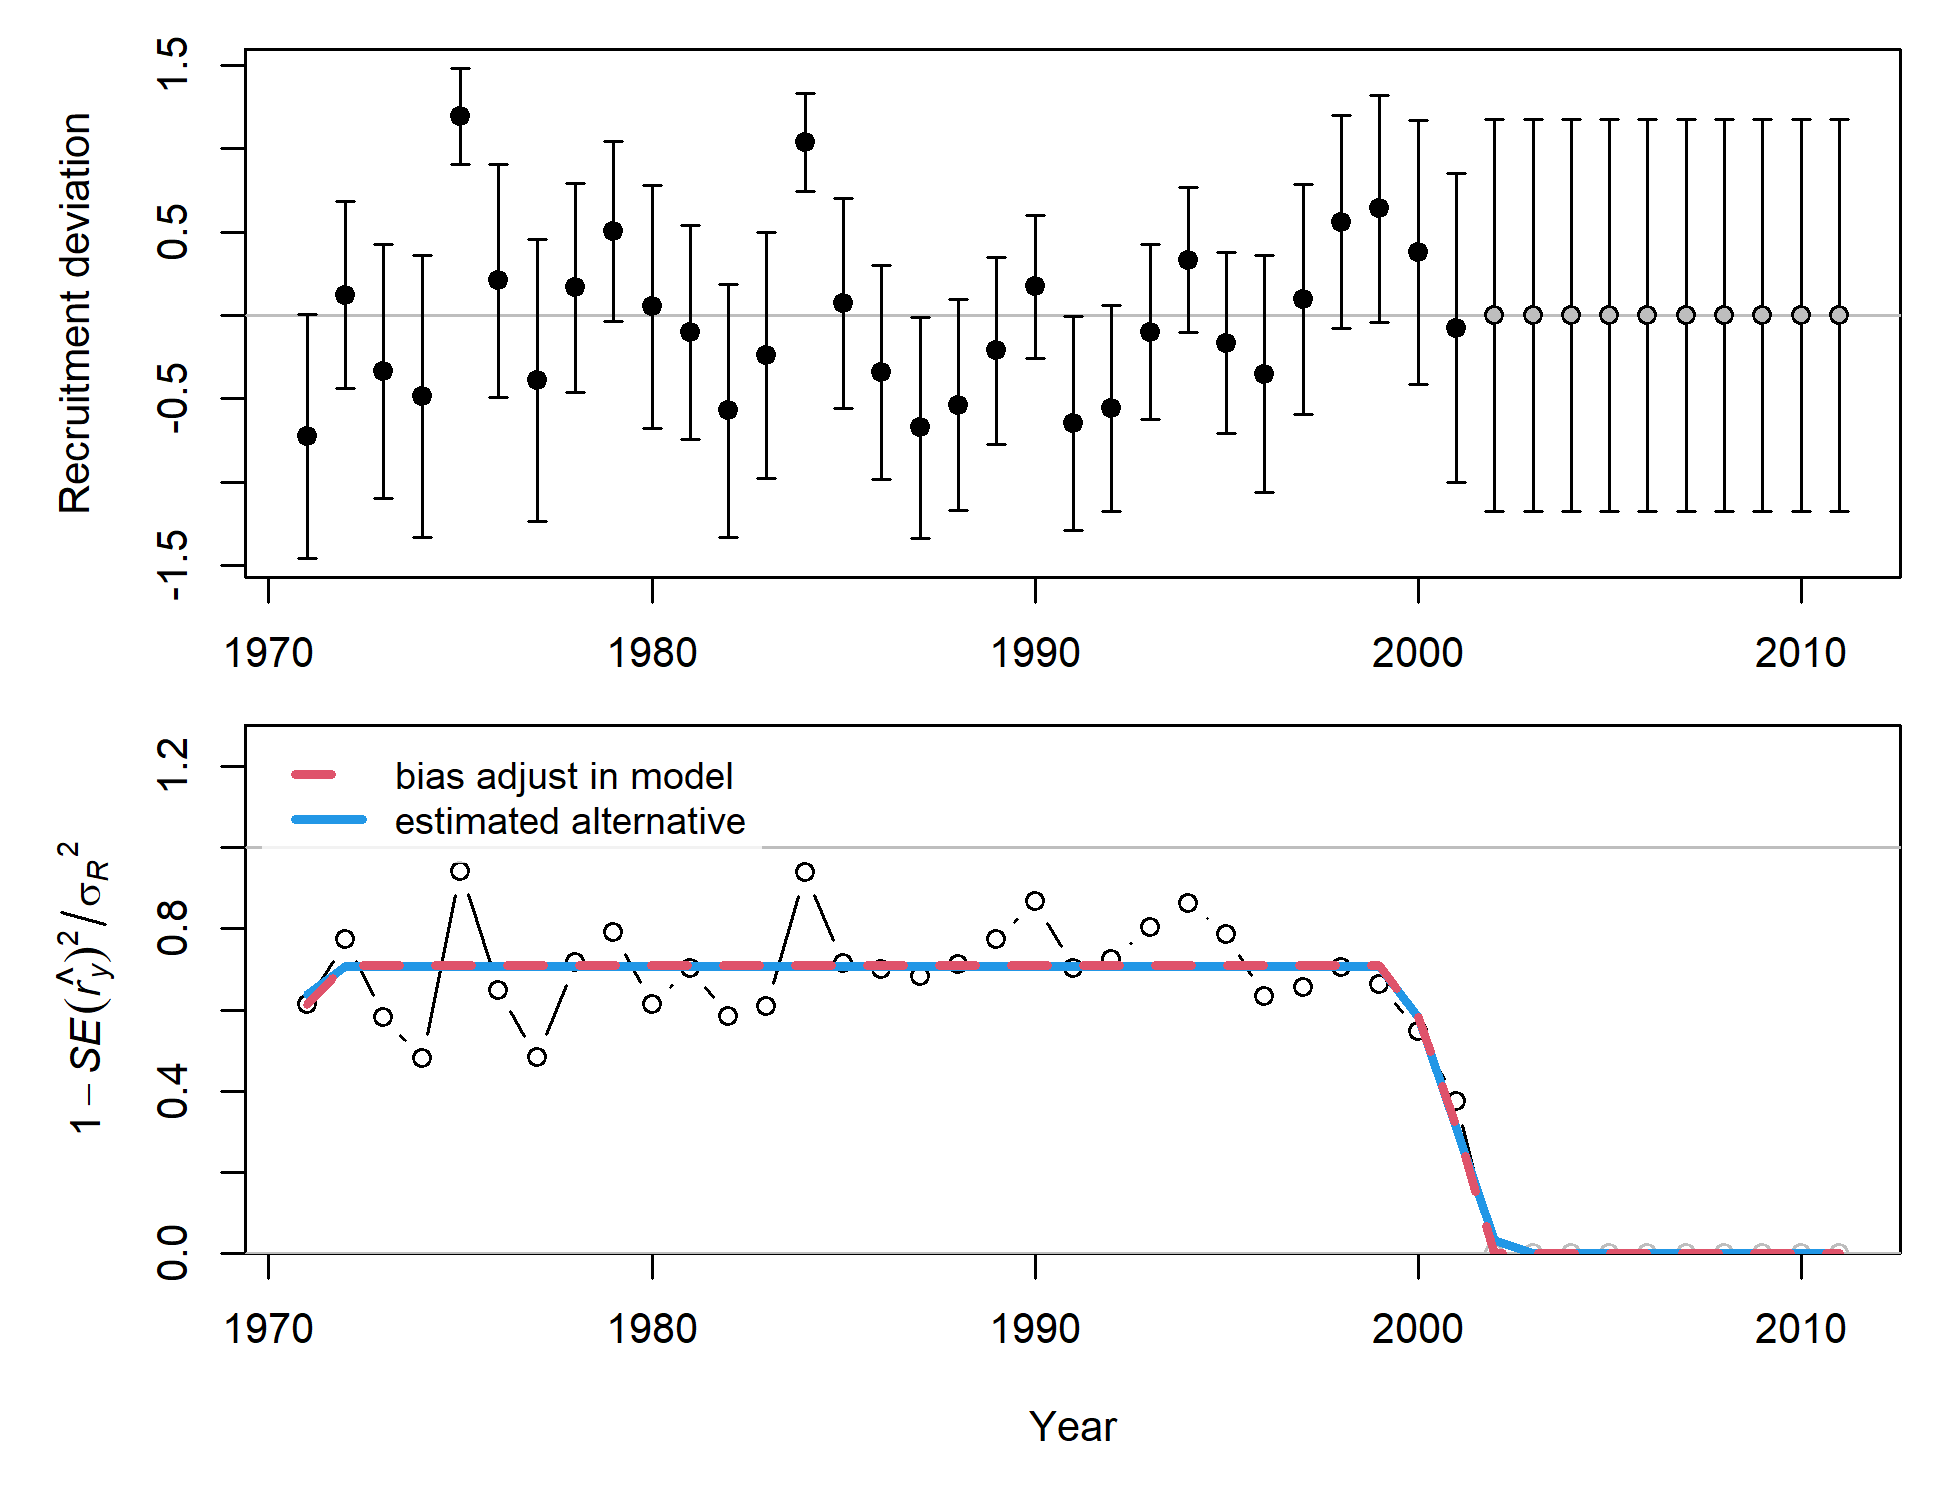 Recruitment deviation
1.5
0.5
-0.5
-1.5
1970 1980 1990 2000 2010
bias adjust in model
estimated alternative
1 − SE(r̂y)² / σR²
1.2
0.8
0.4
0.0
1970 1980 1990 2000 2010
Year